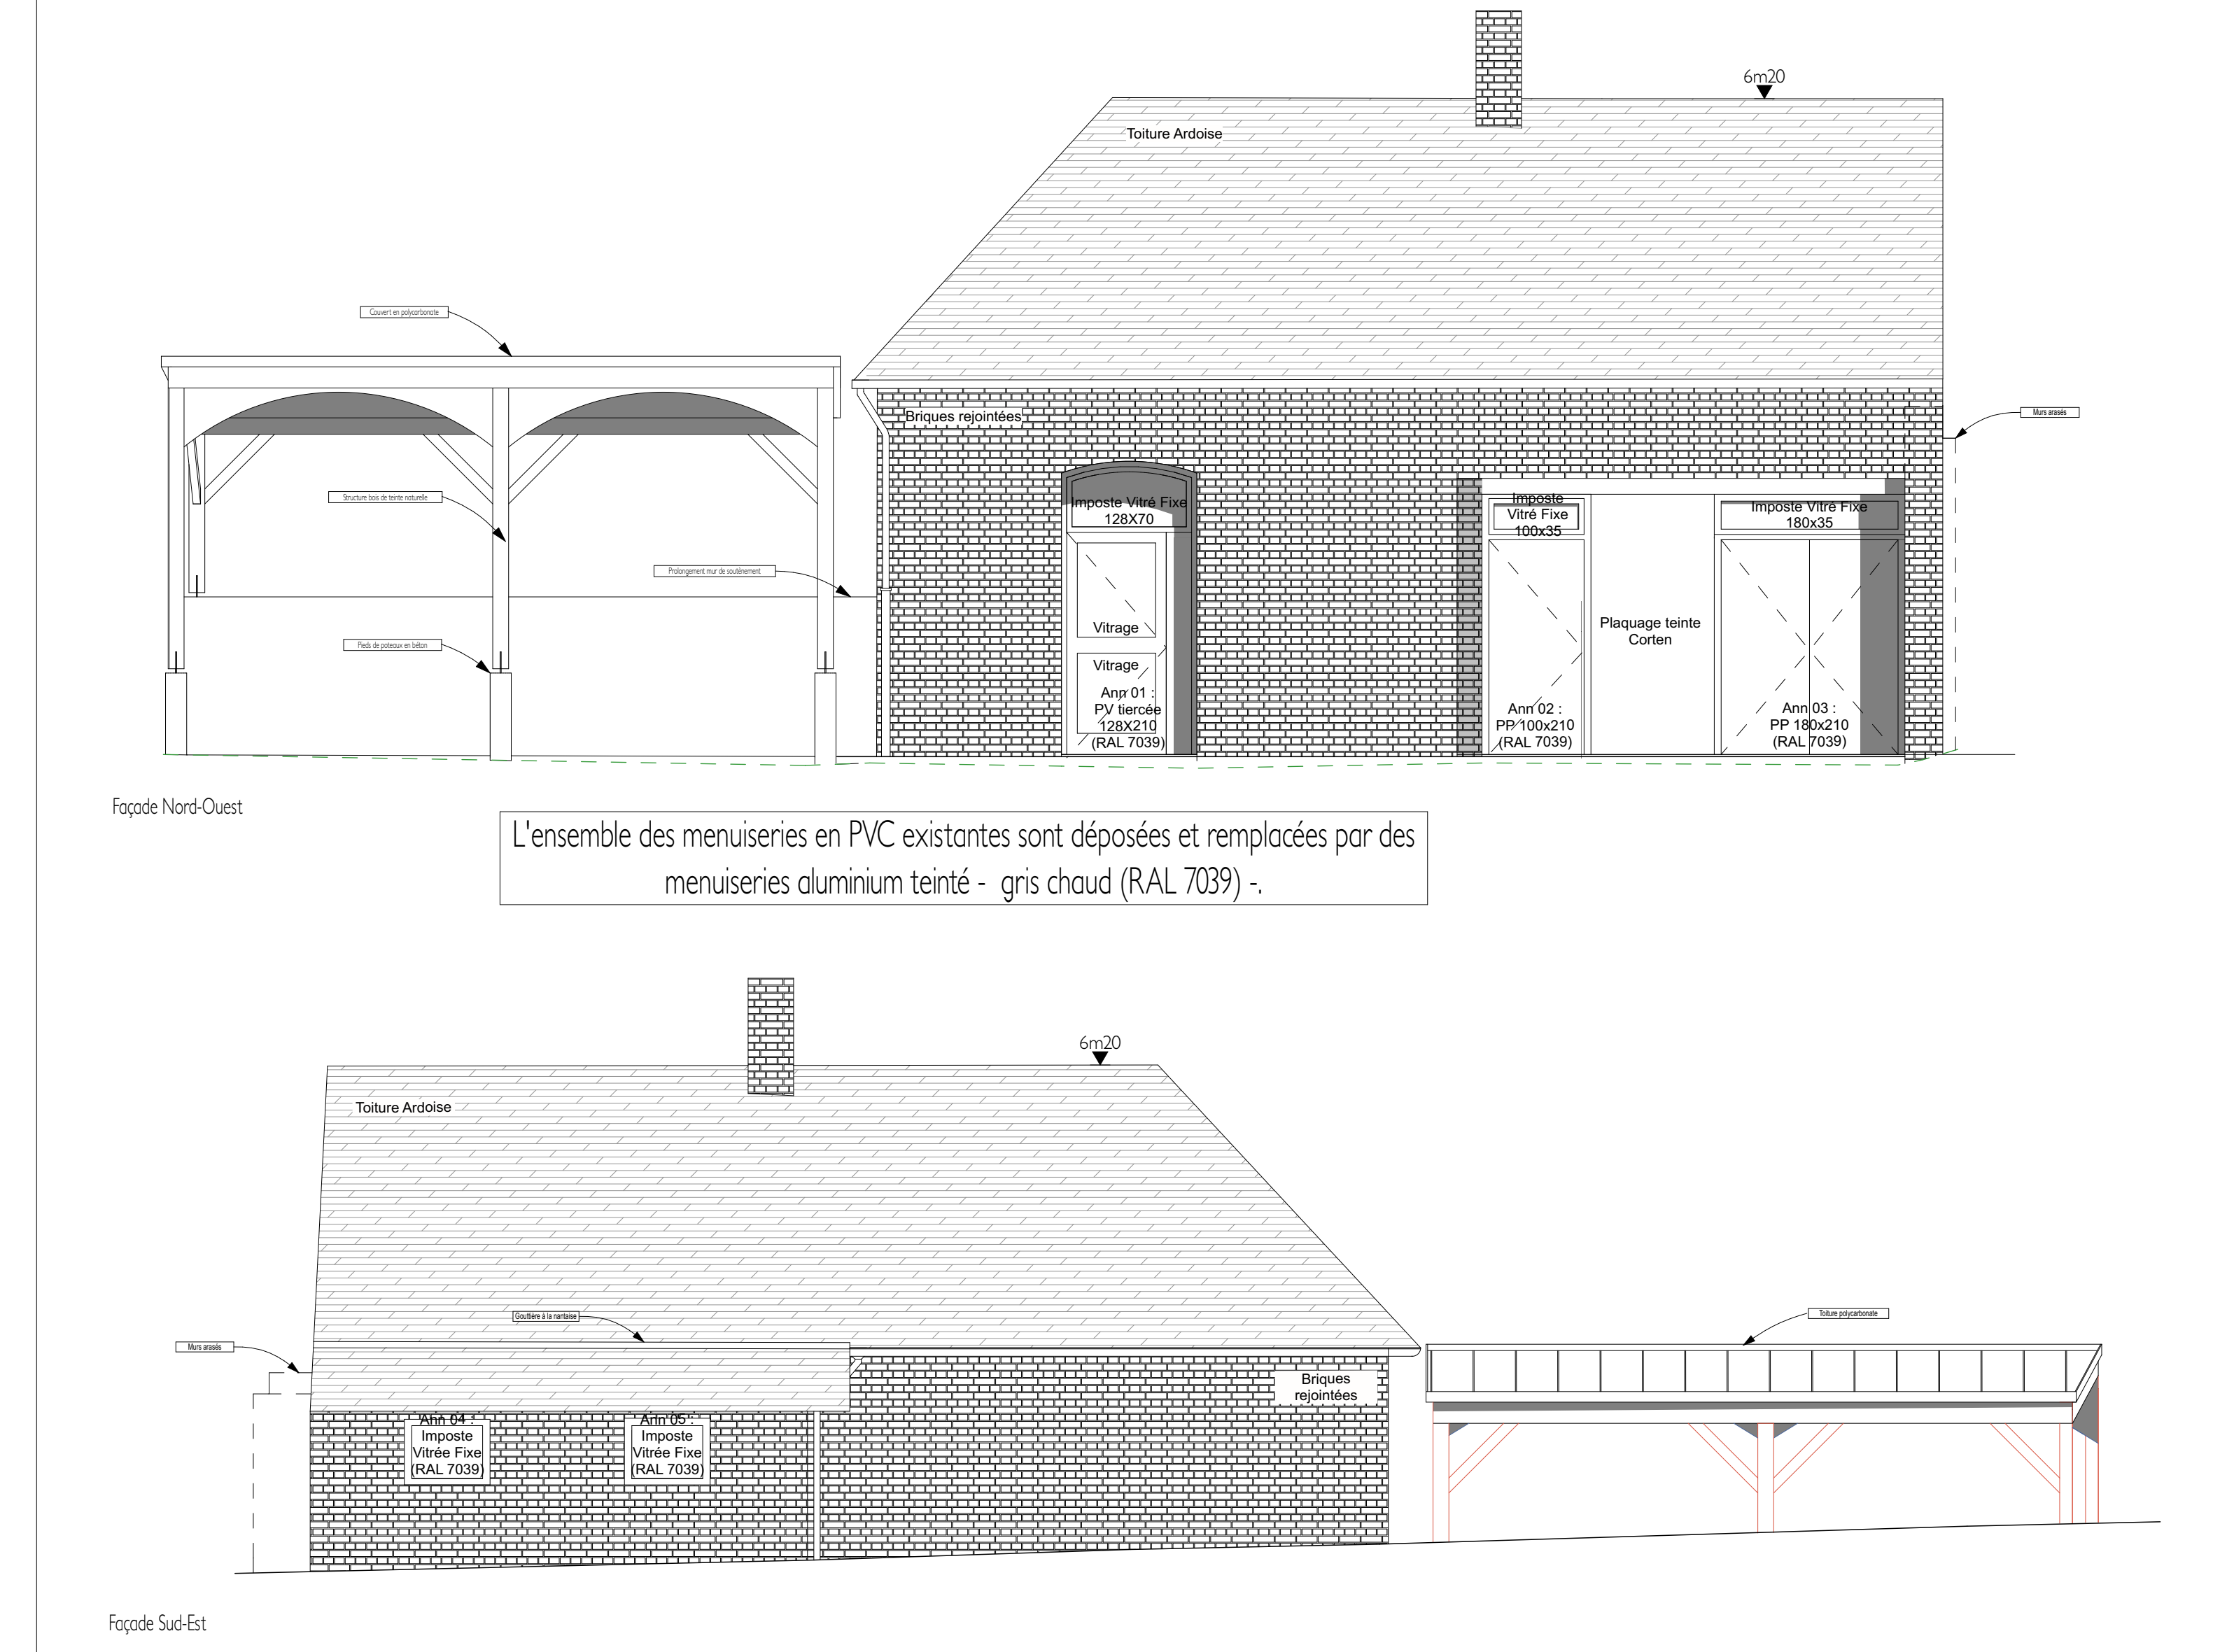 6m20
Toiture Ardoise
Couvert en polycarbonate
Briques rejointées
Murs arasés
Structure bois de teinte naturelle
Imposte Vitré Fixe
128X70
Imposte
Vitré Fixe
100x35
Imposte Vitré Fixe
180x35
Prolongement mur de soutènement
Pieds de poteaux en béton
Vitrage
Vitrage
Ann 01 :
PV tiercée
128X210
(RAL 7039)
Ann 02 :
PP 100x210
(RAL 7039)
Plaquage teinte
Corten
Ann 03 :
PP 180x210
(RAL 7039)
Façade Nord-Ouest
L'ensemble des menuiseries en PVC existantes sont déposées et remplacées par des
menuiseries aluminium teinté - gris chaud (RAL 7039) -.
6m20
Toiture Ardoise
Gouttière à la nantaise
Murs arasés
Toiture polycarbonate
Briques
rejointées
Ann 04 :
Imposte
Vitrée Fixe
(RAL 7039)
Ann 05 :
Imposte
Vitrée Fixe
(RAL 7039)
Façade Sud-Est